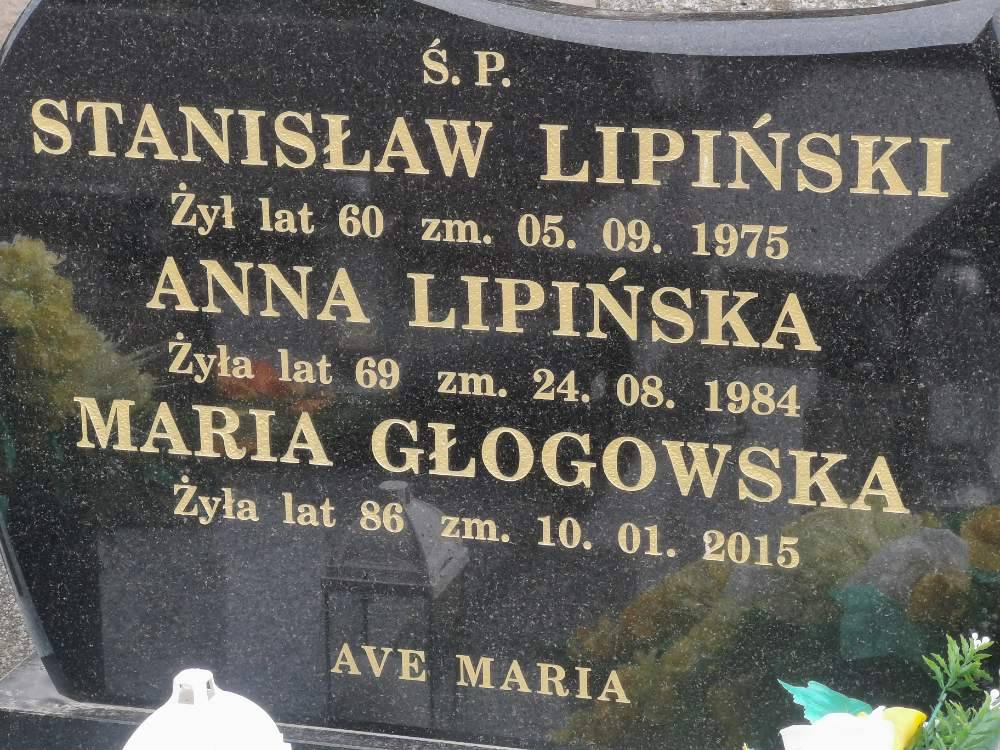 Ś. P.
STANISŁAW LIPIŃSKI
Żył lat 60 zm. 05. 09. 1975
ANNA LIPIŃSKA
Żyła lat 69 zm. 24. 08. 1984
MARIA GŁOGOWSKA
Żyła lat 86 zm. 10. 01. 2015
AVE MARIA